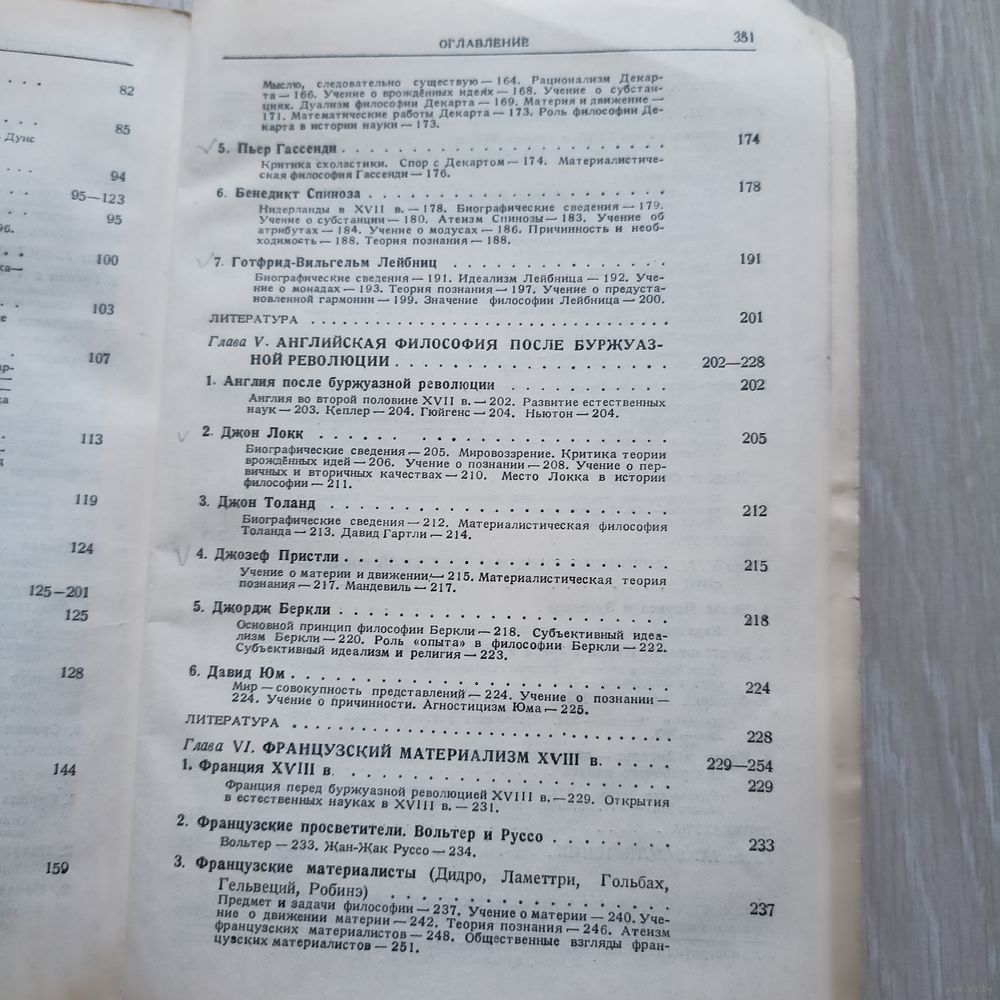 82
85
Дунс
94
95—123
95
96.
100
103
107
113
119
124
125—201
125
128
144
159
ОГЛАВЛЕНИЕ 381
Мыслю, следовательно существую — 164. Рационализм Декар-
та — 166. Учение о врождённых идеях — 168. Учение о субстан-
циях. Дуализм философии Декарта — 169. Материя и движение —
171. Математические работы Декарта — 173. Роль философии Де-
карта в истории науки — 173.
5. Пьер Гассенди . . . . . . . . . . . . . . . . . . 174
Критика схоластики. Спор с Декартом — 174. Материалистиче-
ская философия Гассенди — 176.
6. Бенедикт Спиноза . . . . . . . . . . . . . . . . . 178
Нидерланды в XVII в. — 178. Биографические сведения — 179.
Учение о субстанции — 180. Атеизм Спинозы — 183. Учение об
атрибутах — 184. Учение о модусах — 186. Причинность и необ-
ходимость — 188. Теория познания — 188.
7. Готфрид-Вильгельм Лейбниц . . . . . . . . . . . . 191
Биографические сведения — 191. Идеализм Лейбница — 192. Уче-
ние о монадах — 193. Теория познания — 197. Учение о предуста-
новленной гармонии — 199. Значение философии Лейбница — 200.
ЛИТЕРАТУРА . . . . . . . . . . . . . . . . . . . . 201
Глава V. АНГЛИЙСКАЯ ФИЛОСОФИЯ ПОСЛЕ БУРЖУАЗ-
НОЙ РЕВОЛЮЦИИ . . . . . . . . . . . . . . . . 202—228
1. Англия после буржуазной революции . . . . . . . . . 202
Англия во второй половине XVII в. — 202. Развитие естественных
наук — 203. Кеплер — 204. Гюйгенс — 204. Ньютон — 204.
2. Джон Локк . . . . . . . . . . . . . . . . . . . 205
Биографические сведения — 205. Мировоззрение. Критика теории
врождённых идей — 206. Учение о познании — 208. Учение о пер-
вичных и вторичных качествах — 210. Место Локка в истории
философии — 211.
3. Джон Толанд . . . . . . . . . . . . . . . . . . . 212
Биографические сведения — 212. Материалистическая философия
Толанда — 213. Давид Гартли — 214.
4. Джозеф Пристли . . . . . . . . . . . . . . . . . . 215
Учение о материи и движении — 215. Материалистическая теория
познания — 217. Мандевиль — 217.
5. Джордж Беркли . . . . . . . . . . . . . . . . . . 218
Основной принцип философии Беркли — 218. Субъективный идеа-
лизм Беркли — 220. Роль «опыта» в философии Беркли — 222.
Субъективный идеализм и религия — 223.
6. Давид Юм . . . . . . . . . . . . . . . . . . . . 224
Мир — совокупность представлений — 224. Учение о познании —
224. Учение о причинности. Агностицизм Юма — 225.
ЛИТЕРАТУРА . . . . . . . . . . . . . . . . . . . . 228
Глава VI. ФРАНЦУЗСКИЙ МАТЕРИАЛИЗМ XVIII в. . . . . 229—254
1. Франция XVIII в. . . . . . . . . . . . . . . . . . 229
Франция перед буржуазной революцией XVIII в. — 229. Открытия
в естественных науках в XVIII в. — 231.
2. Французские просветители. Вольтер и Руссо . . . . . . . 233
Вольтер — 233. Жан-Жак Руссо — 234.
3. Французские материалисты (Дидро, Ламеттри, Гольбах,
Гельвеций, Робинэ) . . . . . . . . . . . . . . . . . 237
Предмет и задачи философии — 237. Учение о материи — 240. Уче-
ние о движении материи — 242. Теория познания — 246. Атеизм
французских материалистов — 248. Общественные взгляды фран-
цузских материалистов — 251.
www.ay.by